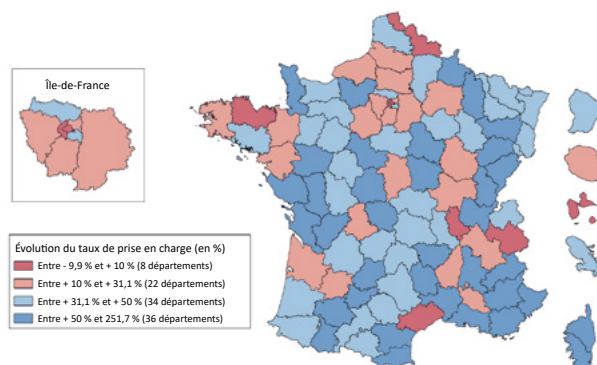 Île-de-France
Évolution du taux de prise en charge (en %)
Entre - 9,9 % et + 10 % (8 départements)
Entre + 10 % et + 31,1 % (22 départements)
Entre + 31,1 % et + 50 % (34 départements)
Entre + 50 % et 251,7 % (36 départements)